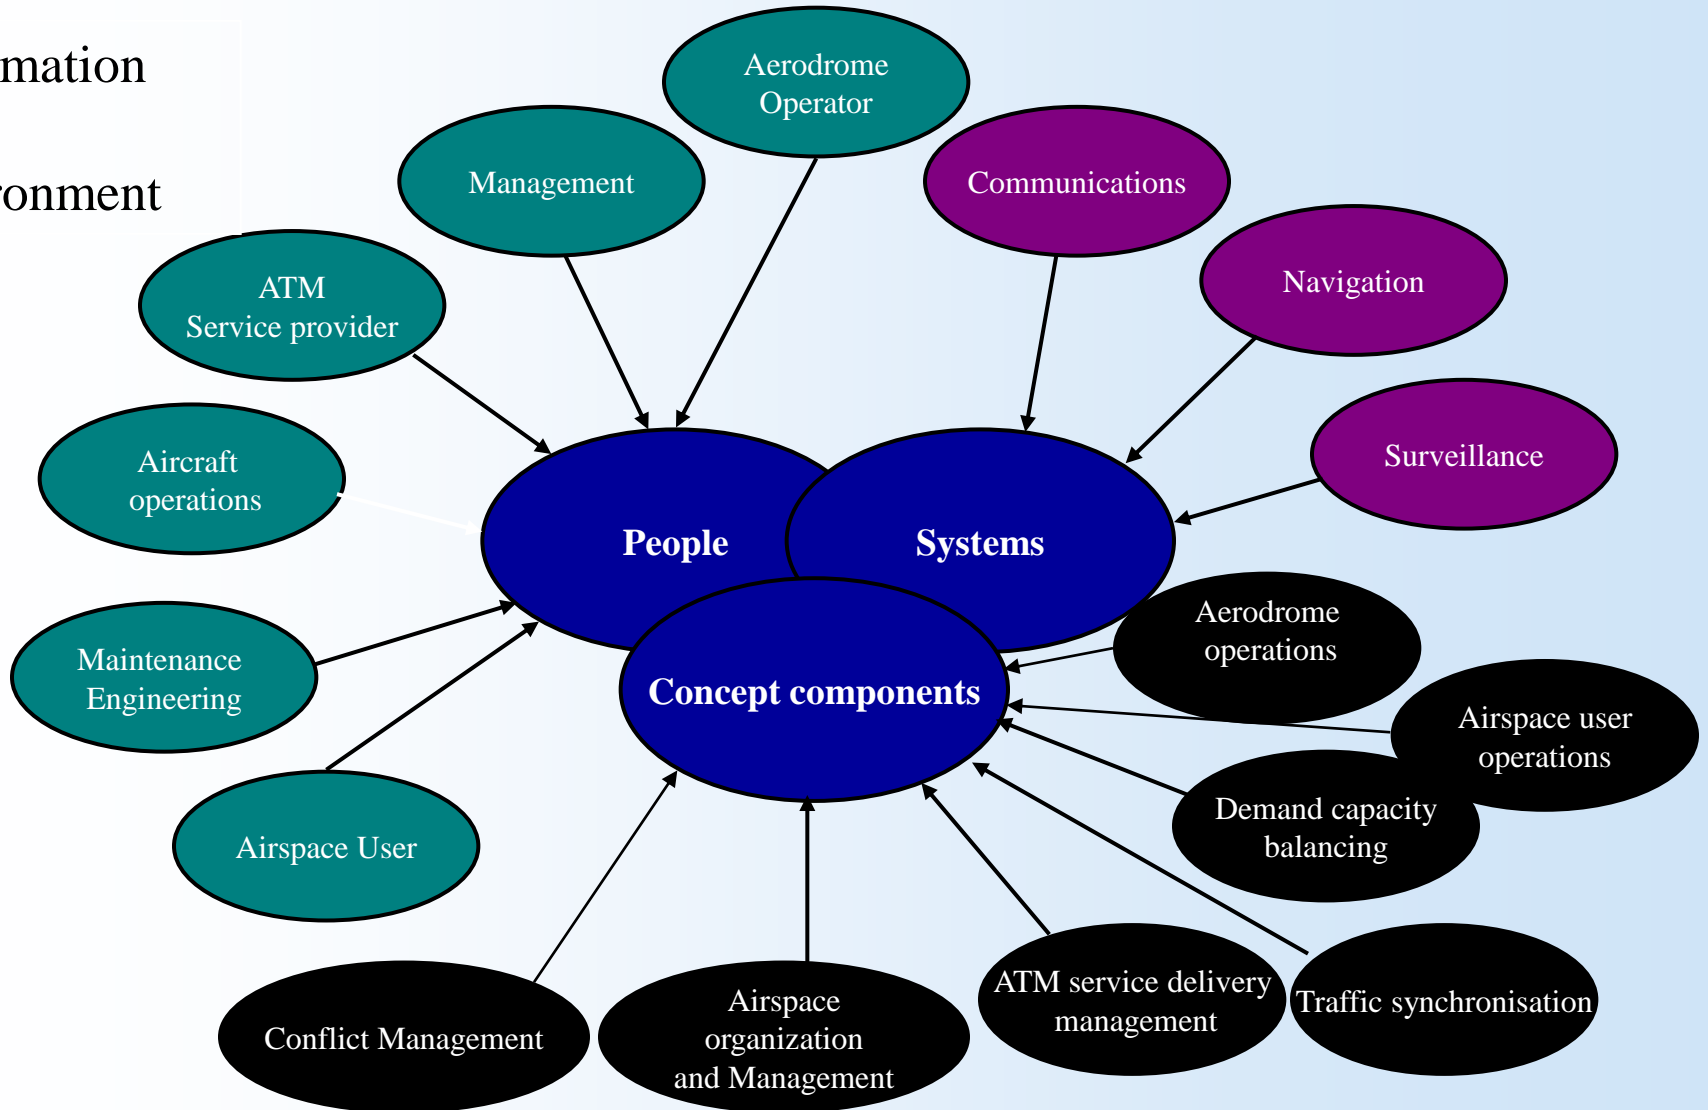 mation
ronment
Aerodrome
Operator
Management
Communications
Navigation
ATM
Service provider
Surveillance
Aircraft
operations
People
Systems
Aerodrome
operations
Maintenance
Engineering
Concept components
Airspace user
operations
Demand capacity
balancing
Airspace User
ATM service delivery
management
Traffic synchronisation
Airspace
organization
and Management
Conflict Management